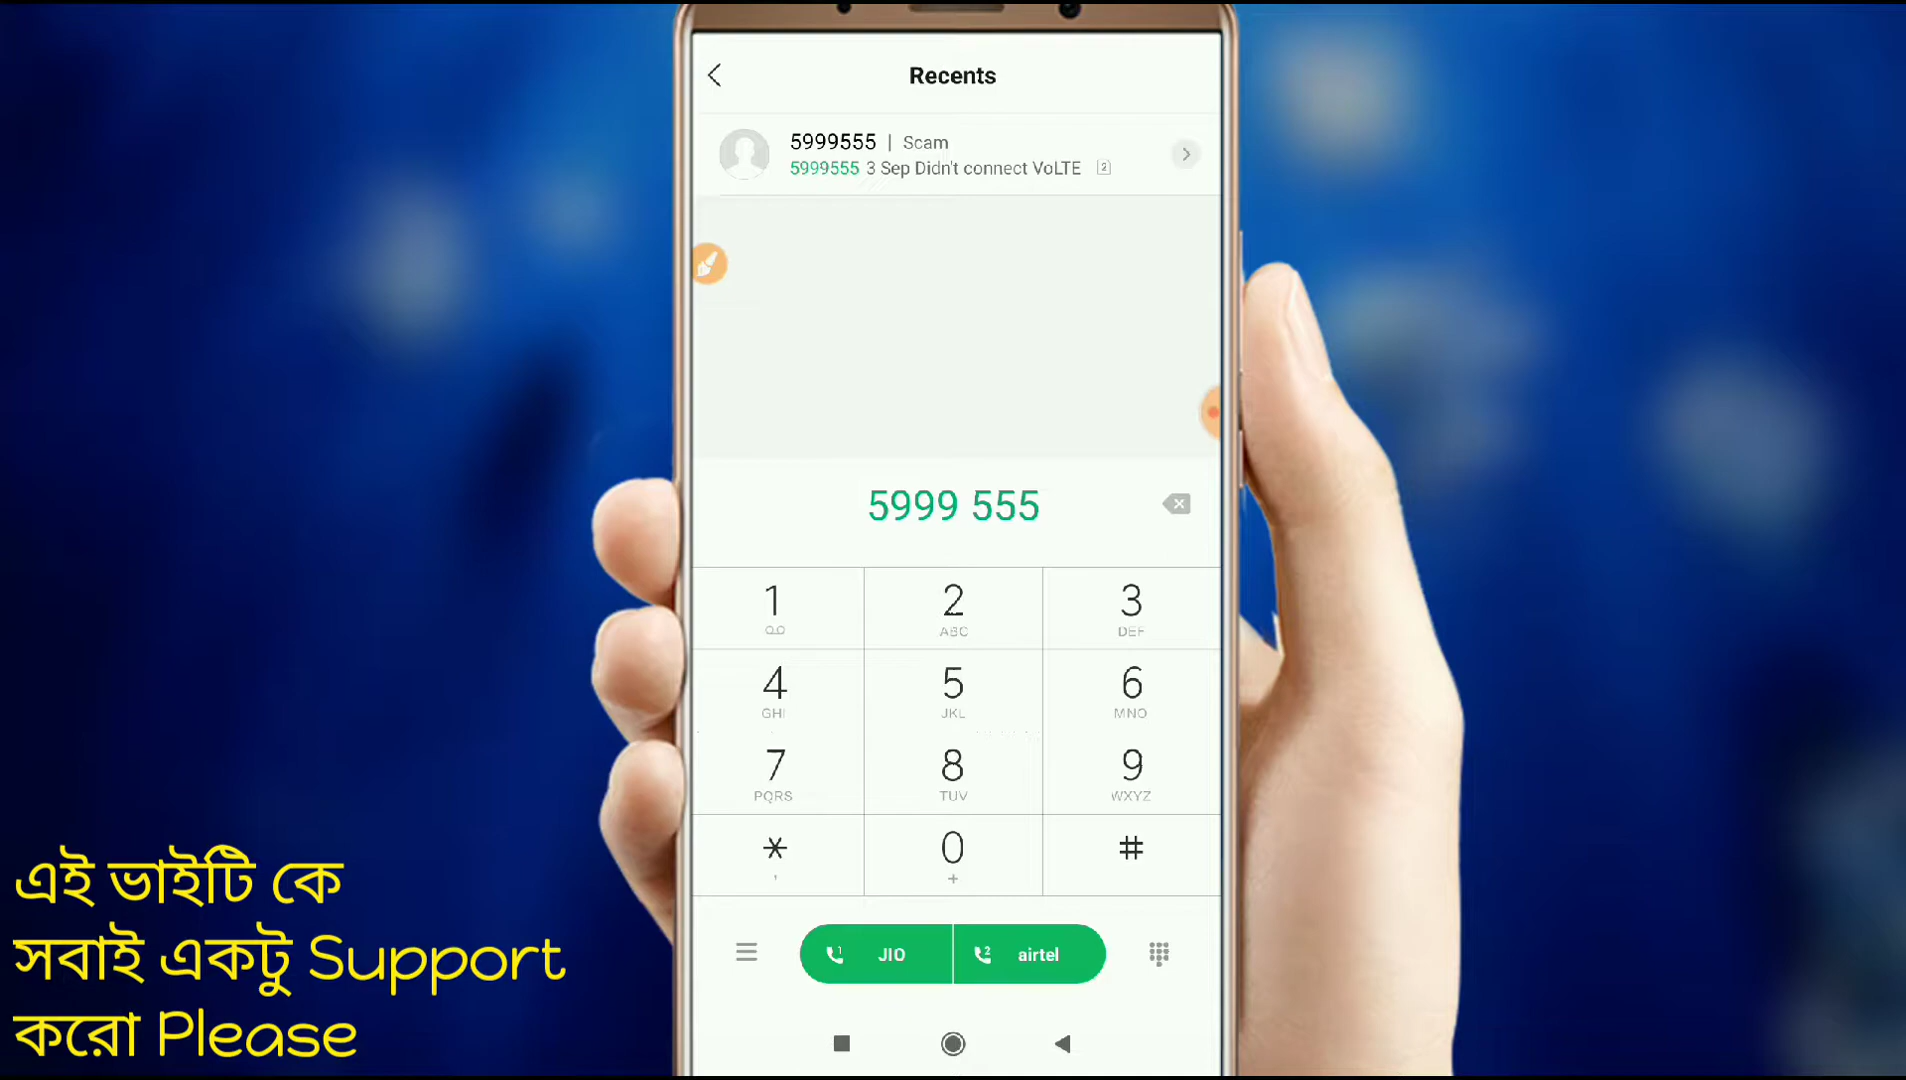 Recents
5999555 | Scam
5999555 3 Sep Didn't connect VoLTE 2
5999 555
1 2 3
ABC DEF
4 5 6
GHI JKL MNO
7 8 9
PQRS TUV WXYZ
* 0 #
, +
1 JIO 2 airtel
এই ভাইটি কে
সবাই একটু Support
করো Please